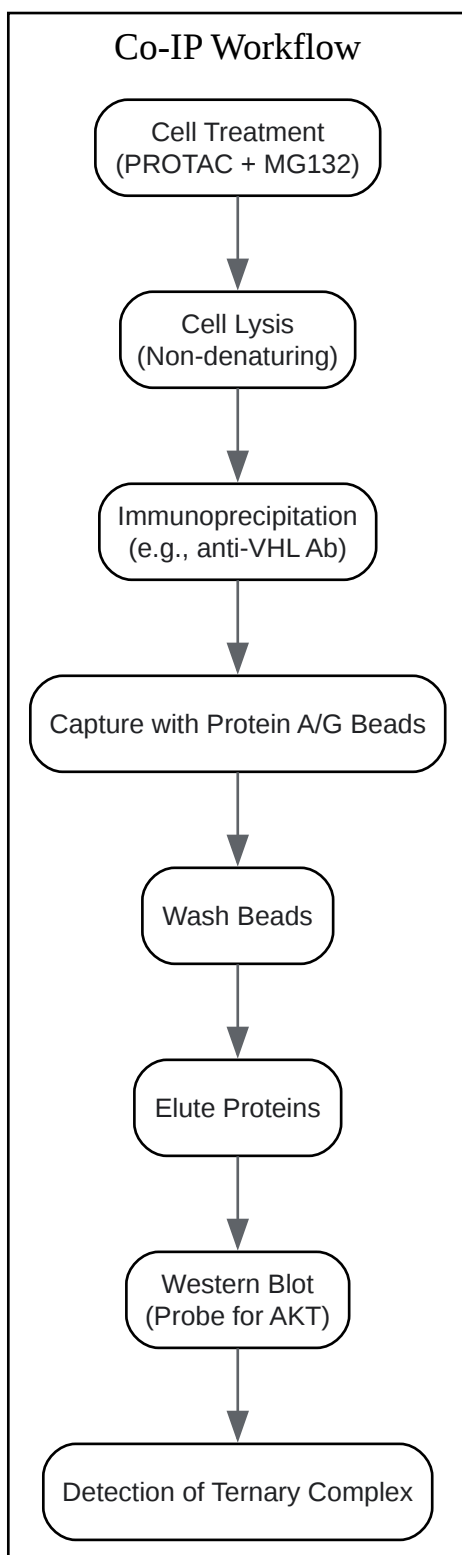 Co-IP Workflow
Cell Treatment
(PROTAC + MG132)
Cell Lysis
(Non-denaturing)
Immunoprecipitation
(e.g., anti-VHL Ab)
Capture with Protein A/G Beads
Wash Beads
Elute Proteins
Western Blot
(Probe for AKT)
Detection of Ternary Complex